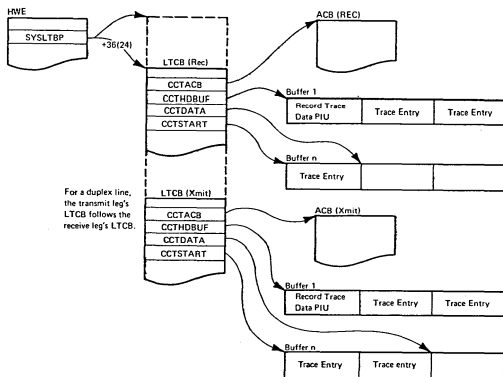 HWE
SYSLTBP
+36(24)
LTCB (Rec)
CCTACB
CCTHDBUF
CCTDATA
CCTSTART
ACB (REC)
Buffer 1
Record Trace
Data PIU
Trace Entry
Trace Entry
Buffer n
Trace Entry
For a duplex line,
the transmit leg's
LTCB follows the
receive leg's LTCB.
LTCB (Xmit)
CCTACB
CCTHDBUF
CCTDATA
CCTSTART
ACB (Xmit)
Buffer 1
Record Trace
Data PIU
Trace Entry
Trace Entry
Buffer n
Trace Entry
Trace entry